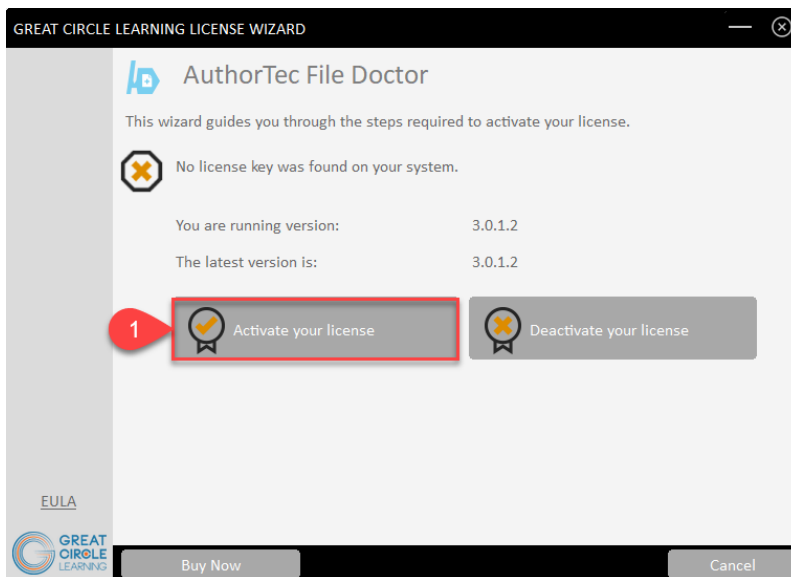 GREAT CIRCLE LEARNING LICENSE WIZARD
AuthorTec File Doctor
This wizard guides you through the steps required to activate your license.
No license key was found on your system.
You are running version: 3.0.1.2
The latest version is: 3.0.1.2
1 Activate your license Deactivate your license
EULA
GREAT
CIRCLE
LEARNING
Buy Now Cancel